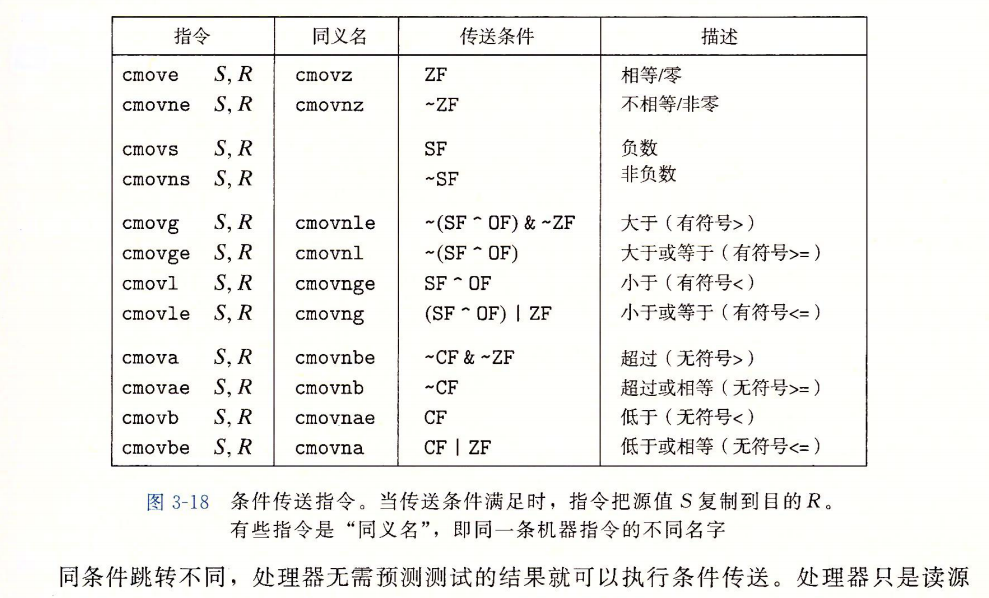 指令 同义名 传送条件 描述
cmove S, R cmovz ZF 相等/零
cmovne S, R cmovnz ~ZF 不相等/非零
cmovs S, R SF 负数
cmovns S, R ~SF 非负数
cmovg S, R cmovnle ~(SF ^ OF) & ~ZF 大于（有符号>）
cmovge S, R cmovnl ~(SF ^ OF) 大于或等于（有符号>=）
cmovl S, R cmovnge SF ^ OF 小于（有符号<）
cmovle S, R cmovng (SF ^ OF) | ZF 小于或等于（有符号<=）
cmova S, R cmovnbe ~CF & ~ZF 超过（无符号>）
cmovae S, R cmovnb ~CF 超过或相等（无符号>=）
cmovb S, R cmovnae CF 低于（无符号<）
cmovbe S, R cmovna CF | ZF 低于或相等（无符号<=）
图 3-18 条件传送指令。当传送条件满足时，指令把源值 S 复制到目的 R。
有些指令是“同义名”，即同一条机器指令的不同名字
同条件跳转不同，处理器无需预测测试的结果就可以执行条件传送。处理器只是读源